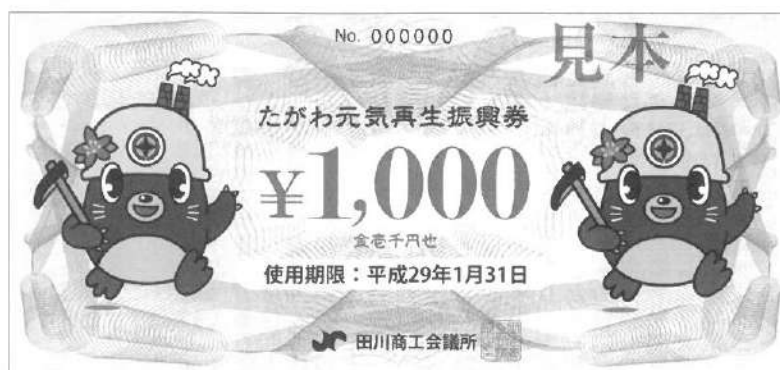 No. 000000
見本
たがわ元気再生振興券
¥1,000
金壱千円也
使用期限：平成29年1月31日
田川商工会議所